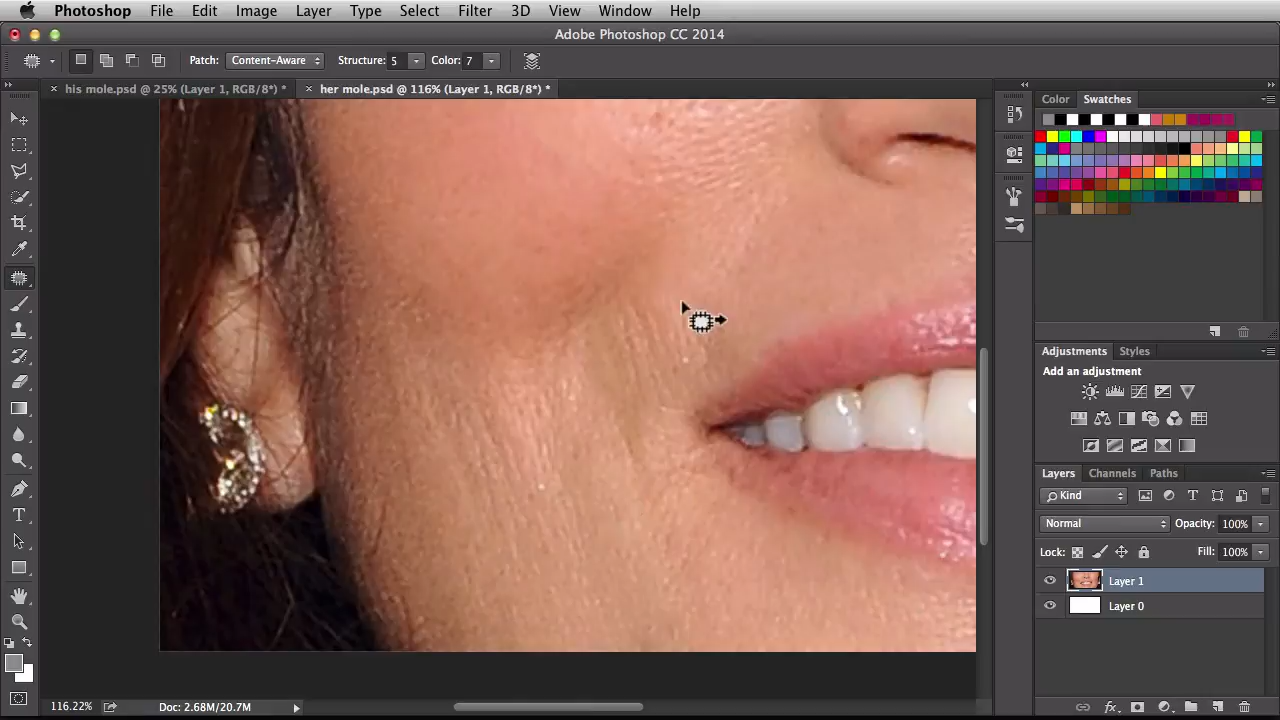 Photoshop File Edit Image Layer Type Select Filter 3D View Window Help
Adobe Photoshop CC 2014
Patch: Content-Aware Structure: 5 Color: 7
his mole.psd @ 25% (Layer 1, RGB/8*) * her mole.psd @ 116% (Layer 1, RGB/8*) *
Color Swatches
Adjustments Styles
Add an adjustment
Layers Channels Paths
Kind
Normal Opacity: 100%
Lock: Fill: 100%
Layer 1
Layer 0
116.22% Doc: 2.68M/20.7M